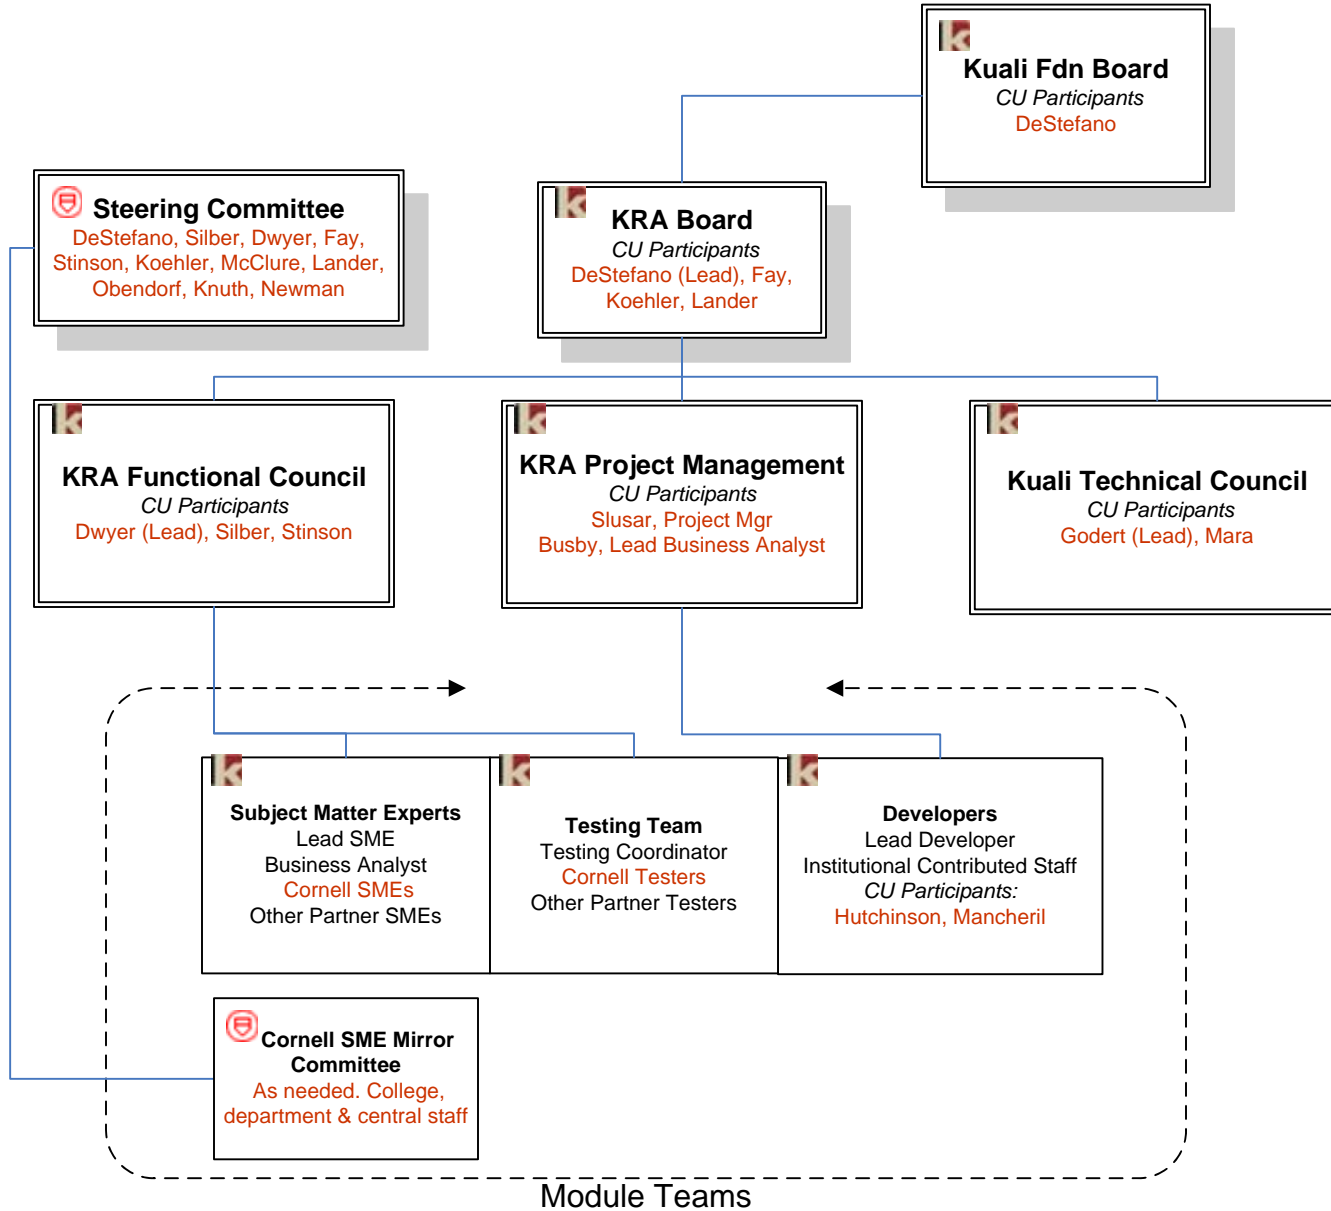 Kuali Fdn Board
CU Participants
DeStefano
Steering Committee
DeStefano, Silber, Dwyer, Fay,
Stinson, Koehler, McClure, Lander,
Obendorf, Knuth, Newman
KRA Board
CU Participants
DeStefano (Lead), Fay,
Koehler, Lander
KRA Functional Council
CU Participants
Dwyer (Lead), Silber, Stinson
KRA Project Management
CU Participants
Slusar, Project Mgr
Busby, Lead Business Analyst
Kuali Technical Council
CU Participants
Godert (Lead), Mara
Subject Matter Experts
Lead SME
Business Analyst
Cornell SMEs
Other Partner SMEs
Testing Team
Testing Coordinator
Cornell Testers
Other Partner Testers
Developers
Lead Developer
Institutional Contributed Staff
CU Participants:
Hutchinson, Mancheril
Cornell SME Mirror
Committee
As needed. College,
department & central staff
Module Teams